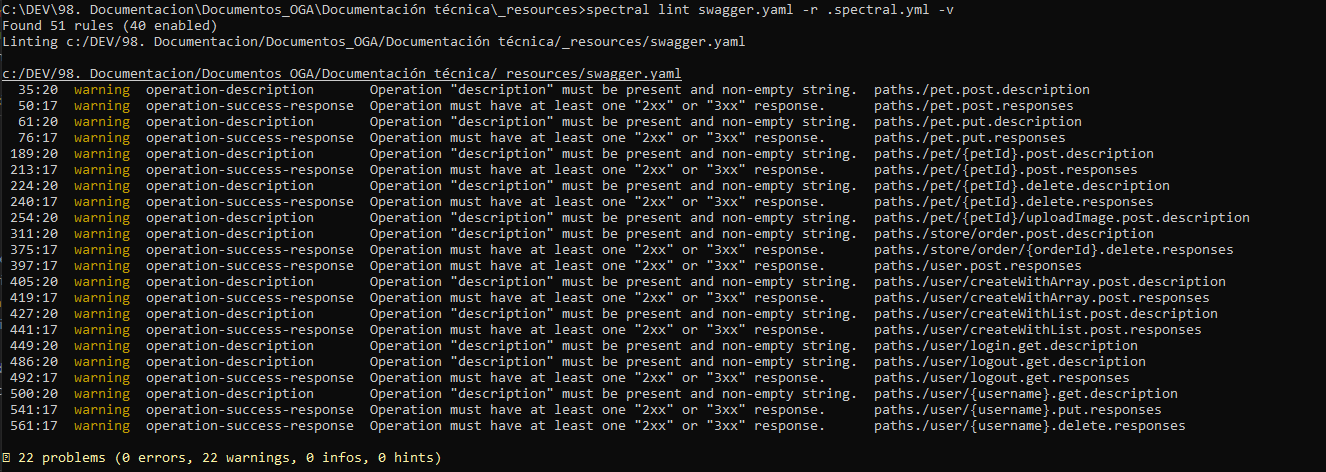 C:\DEV\98. Documentacion\Documentos_OGA\Documentación técnica\_resources>spectral lint swagger.yaml -r .spectral.yml -v
Found 51 rules (40 enabled)
Linting c:/DEV/98. Documentacion/Documentos_OGA/Documentación técnica/_resources/swagger.yaml
c:/DEV/98. Documentacion/Documentos_OGA/Documentación técnica/_resources/swagger.yaml
35:20 warning operation-description Operation "description" must be present and non-empty string. paths./pet.post.description
50:17 warning operation-success-response Operation must have at least one "2xx" or "3xx" response. paths./pet.post.responses
61:20 warning operation-description Operation "description" must be present and non-empty string. paths./pet.put.description
76:17 warning operation-success-response Operation must have at least one "2xx" or "3xx" response. paths./pet.put.responses
189:20 warning operation-description Operation "description" must be present and non-empty string. paths./pet/{petId}.post.description
213:17 warning operation-success-response Operation must have at least one "2xx" or "3xx" response. paths./pet/{petId}.post.responses
224:20 warning operation-description Operation "description" must be present and non-empty string. paths./pet/{petId}.delete.description
240:17 warning operation-success-response Operation must have at least one "2xx" or "3xx" response. paths./pet/{petId}.delete.responses
254:20 warning operation-description Operation "description" must be present and non-empty string. paths./pet/{petId}/uploadImage.post.description
311:20 warning operation-description Operation "description" must be present and non-empty string. paths./store/order.post.description
375:17 warning operation-success-response Operation must have at least one "2xx" or "3xx" response. paths./store/order/{orderId}.delete.responses
397:17 warning operation-success-response Operation must have at least one "2xx" or "3xx" response. paths./user.post.responses
405:20 warning operation-description Operation "description" must be present and non-empty string. paths./user/createWithArray.post.description
419:17 warning operation-success-response Operation must have at least one "2xx" or "3xx" response. paths./user/createWithArray.post.responses
427:20 warning operation-description Operation "description" must be present and non-empty string. paths./user/createWithList.post.description
441:17 warning operation-success-response Operation must have at least one "2xx" or "3xx" response. paths./user/createWithList.post.responses
449:20 warning operation-description Operation "description" must be present and non-empty string. paths./user/login.get.description
486:20 warning operation-description Operation "description" must be present and non-empty string. paths./user/logout.get.description
492:17 warning operation-success-response Operation must have at least one "2xx" or "3xx" response. paths./user/logout.get.responses
500:20 warning operation-description Operation "description" must be present and non-empty string. paths./user/{username}.get.description
541:17 warning operation-success-response Operation must have at least one "2xx" or "3xx" response. paths./user/{username}.put.responses
561:17 warning operation-success-response Operation must have at least one "2xx" or "3xx" response. paths./user/{username}.delete.responses
22 problems (0 errors, 22 warnings, 0 infos, 0 hints)